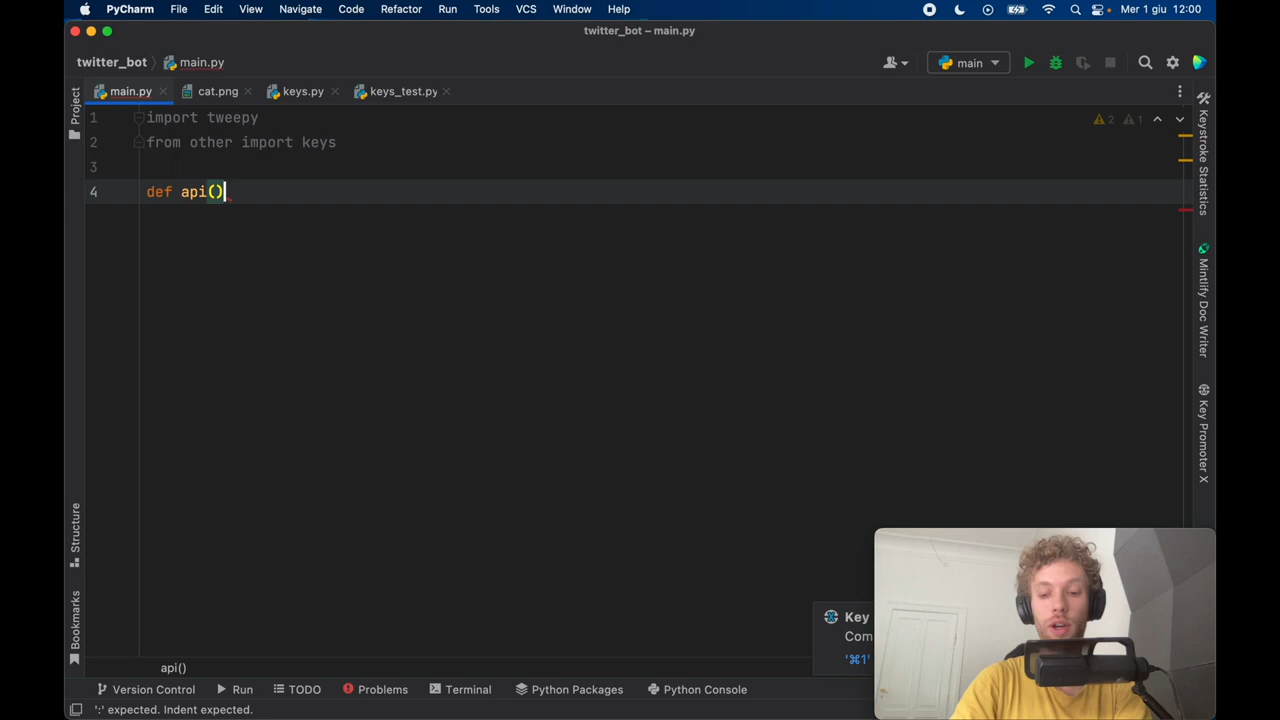 PyCharm File Edit View Navigate Code Refactor Run Tools VCS Window Help Mer 1 giu 12:00
twitter_bot – main.py
twitter_bot main.py main
main.py cat.png keys.py keys_test.py
1 import tweepy 2 1
2 from other import keys
3
4 def api()
Project
Structure
Bookmarks
Keystroke Statistics
Mintlify Doc Writer
Key Promoter X
Key
Com
'⌘1'
api()
Version Control Run TODO Problems Terminal Python Packages Python Console
':' expected. Indent expected.